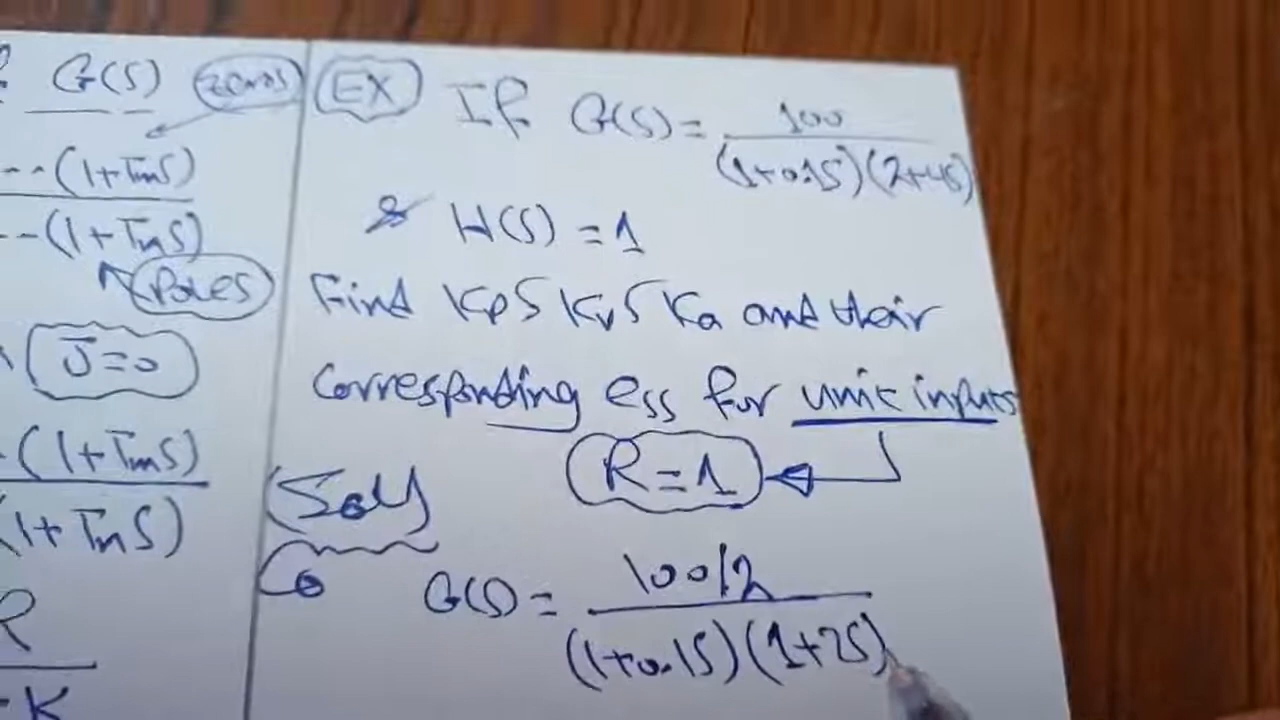 G(S) zeros
--(1+TmS)
--(1+TnS)
Poles
J=0
(1+TmS)
(1+TnS)
R
K
EX If G(S)= 100
(1+0.1S)(2+4S)
& H(S)=1
Find Kp, Kv, Ka and their
Corresponding ess for unit inputs
R=1
Sol
G(S)= 100/2
(1+0.1S)(1+2S)